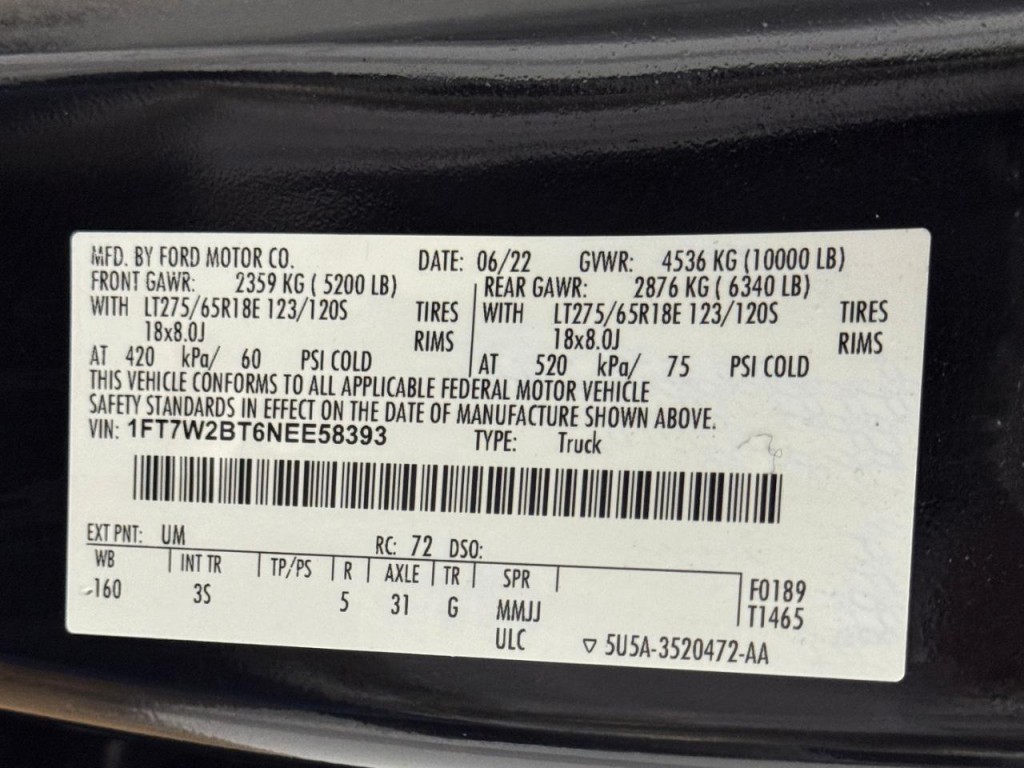 MFD. BY FORD MOTOR CO. DATE: 06/22 GVWR: 4536 KG (10000 LB)
FRONT GAWR: 2359 KG ( 5200 LB) REAR GAWR: 2876 KG ( 6340 LB)
WITH LT275/65R18E 123/120S TIRES WITH LT275/65R18E 123/120S TIRES
18x8.0J RIMS 18x8.0J RIMS
AT 420 kPa/ 60 PSI COLD AT 520 kPa/ 75 PSI COLD
THIS VEHICLE CONFORMS TO ALL APPLICABLE FEDERAL MOTOR VEHICLE
SAFETY STANDARDS IN EFFECT ON THE DATE OF MANUFACTURE SHOWN ABOVE.
VIN: 1FT7W2BT6NEE58393 TYPE: Truck
EXT PNT: UM RC: 72 DSO:
WB INT TR TP/PS R AXLE TR SPR F0189
160 3S 5 31 G MMJJ T1465
ULC ▽ 5U5A-3520472-AA